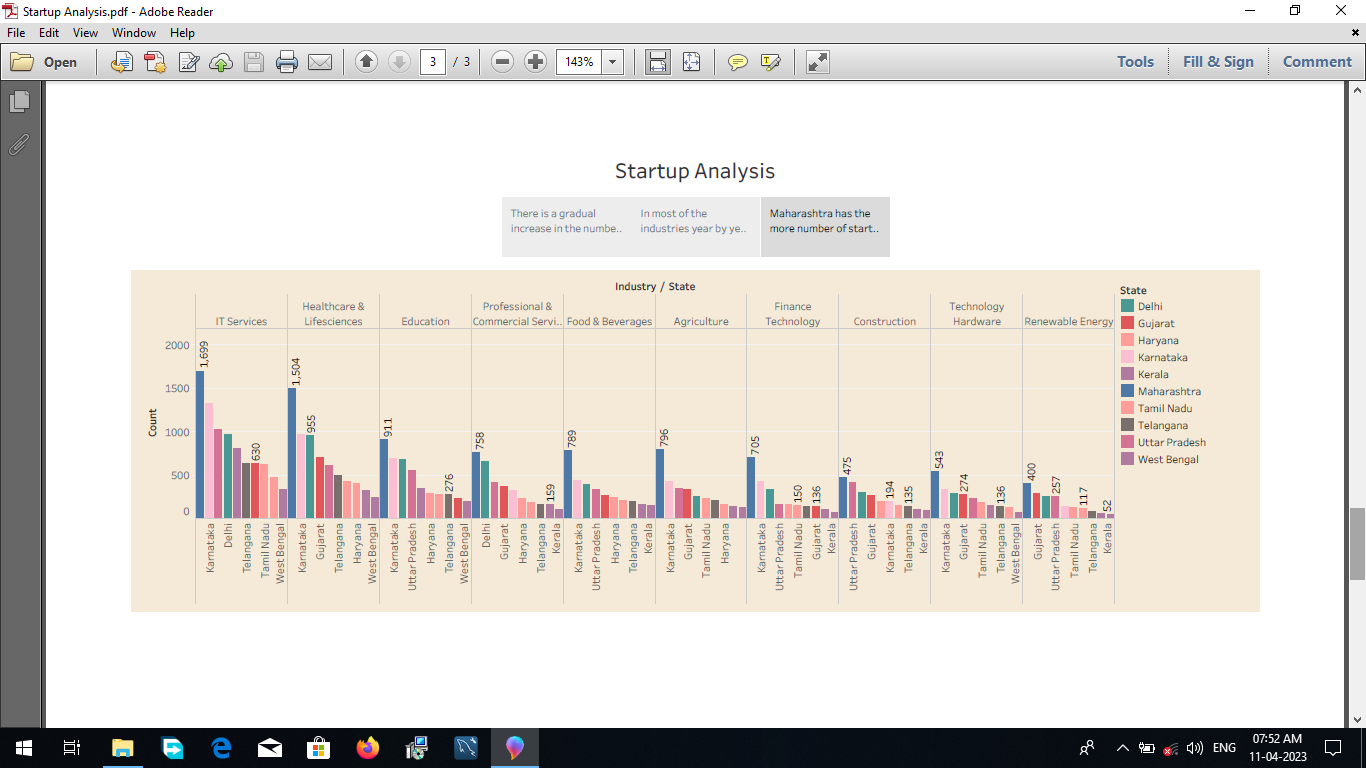 Startup Analysis.pdf - Adobe Reader
File Edit View Window Help
Open 3 / 3 143% Tools Fill & Sign Comment
Startup Analysis
There is a gradual
increase in the numbe..
In most of the
industries year by ye..
Maharashtra has the
more number of start..
Industry / State
IT Services
Healthcare &
Lifesciences
Education
Professional &
Commercial Servi..
Food & Beverages
Agriculture
Finance
Technology
Construction
Technology
Hardware
Renewable Energy
Count
2000
1500
1000
500
0
1,699
630
1,504
955
911
276
758
159
789
796
705
150
136
475
194
135
543
274
136
400
257
117
52
Karnataka
Delhi
Telangana
Tamil Nadu
West Bengal
Karnataka
Gujarat
Telangana
Haryana
West Bengal
Karnataka
Uttar Pradesh
Haryana
Telangana
West Bengal
Delhi
Gujarat
Haryana
Telangana
Kerala
Karnataka
Uttar Pradesh
Haryana
Telangana
Kerala
Karnataka
Gujarat
Tamil Nadu
Haryana
Karnataka
Uttar Pradesh
Tamil Nadu
Gujarat
Kerala
Uttar Pradesh
Gujarat
Karnataka
Telangana
Kerala
Karnataka
Gujarat
Tamil Nadu
Telangana
West Bengal
Gujarat
Uttar Pradesh
Tamil Nadu
Telangana
Kerala
State
Delhi
Gujarat
Haryana
Karnataka
Kerala
Maharashtra
Tamil Nadu
Telangana
Uttar Pradesh
West Bengal
ENG
07:52 AM
11-04-2023